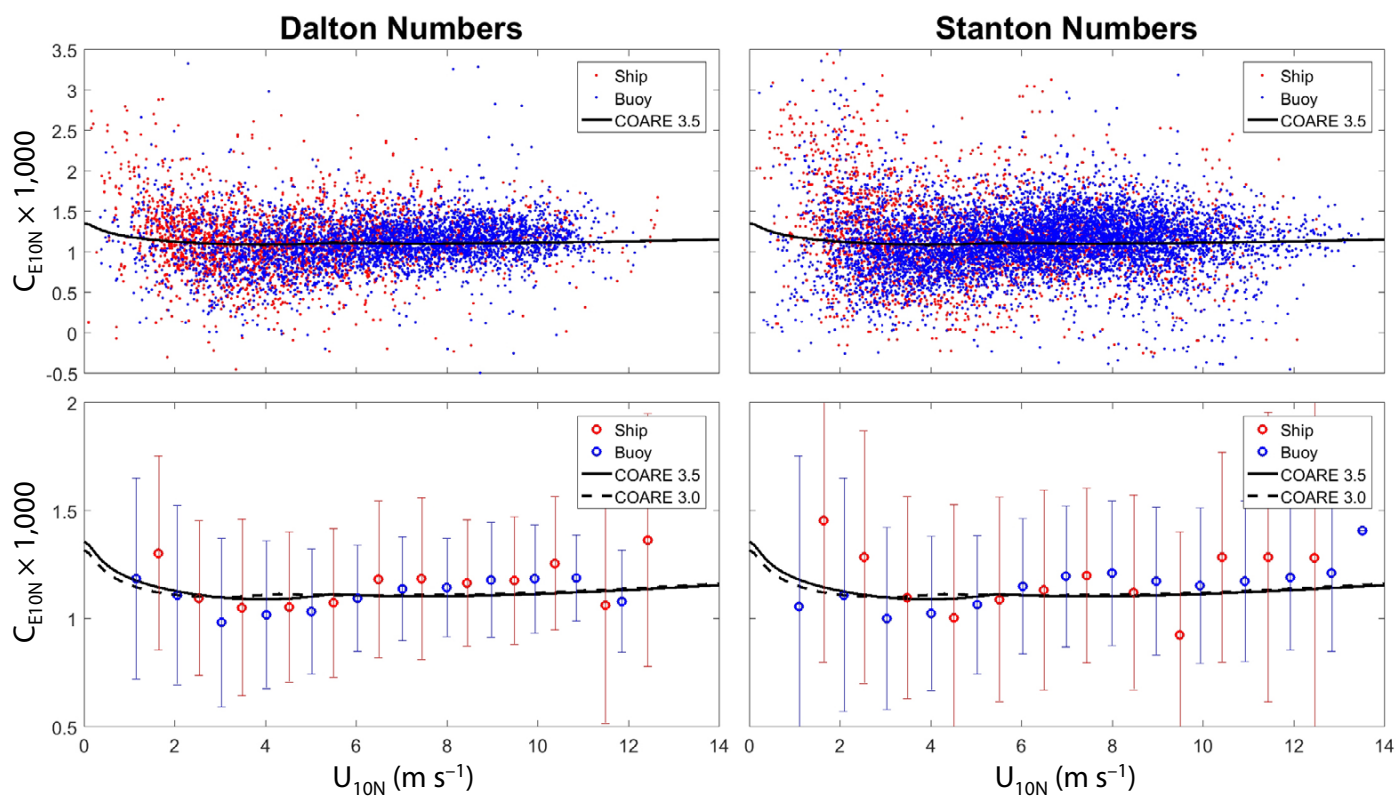 Dalton Numbers
Stanton Numbers
C_E10N × 1,000
3.5
3
2.5
2
1.5
1
0.5
0
-0.5
Ship
Buoy
COARE 3.5
Ship
Buoy
COARE 3.5
C_E10N × 1,000
2
1.5
1
0.5
Ship
Buoy
COARE 3.5
COARE 3.0
Ship
Buoy
COARE 3.5
COARE 3.0
0 2 4 6 8 10 12 14
0 2 4 6 8 10 12 14
U10N (m s⁻¹)
U10N (m s⁻¹)